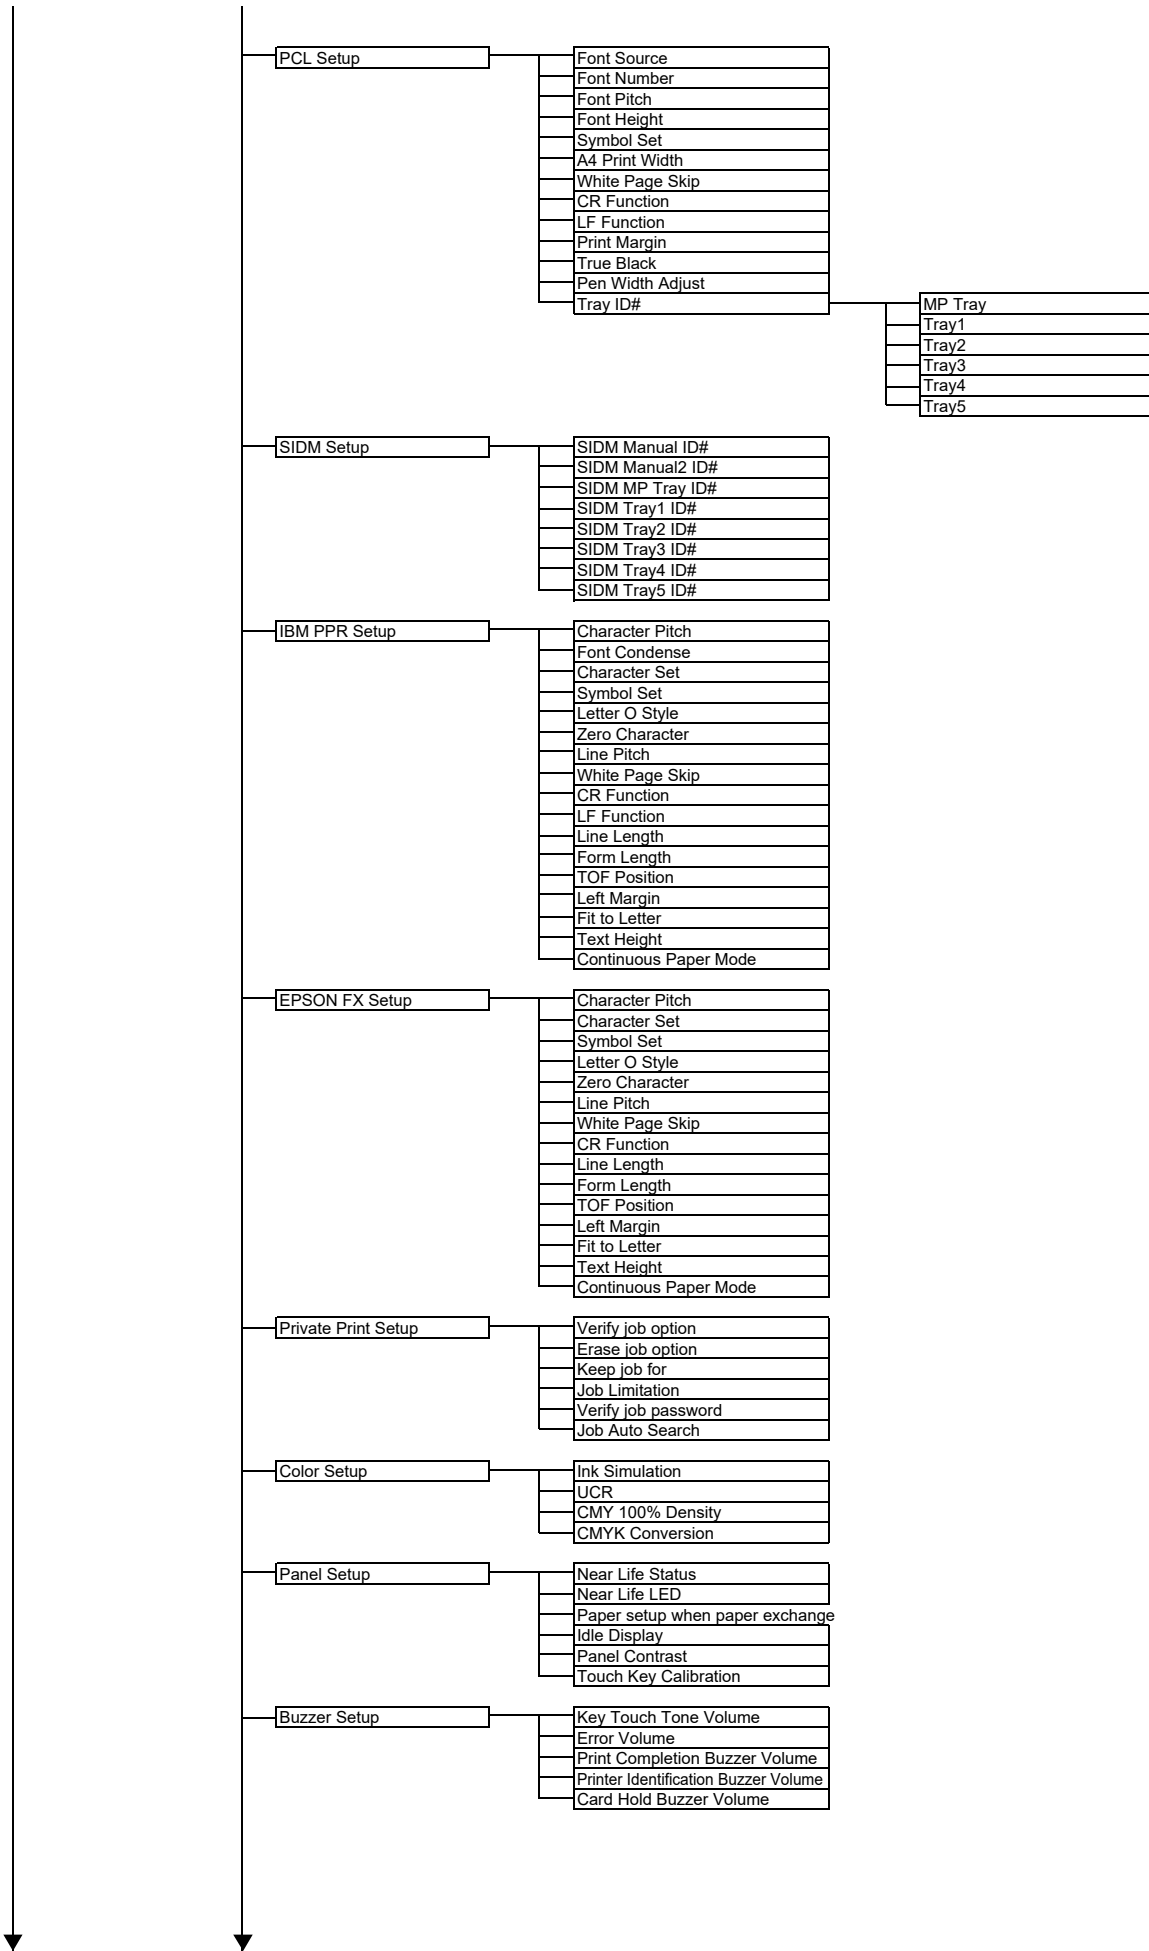 PCL Setup
Font Source
Font Number
Font Pitch
Font Height
Symbol Set
A4 Print Width
White Page Skip
CR Function
LF Function
Print Margin
True Black
Pen Width Adjust
Tray ID#
MP Tray
Tray1
Tray2
Tray3
Tray4
Tray5
SIDM Setup
SIDM Manual ID#
SIDM Manual2 ID#
SIDM MP Tray ID#
SIDM Tray1 ID#
SIDM Tray2 ID#
SIDM Tray3 ID#
SIDM Tray4 ID#
SIDM Tray5 ID#
IBM PPR Setup
Character Pitch
Font Condense
Character Set
Symbol Set
Letter O Style
Zero Character
Line Pitch
White Page Skip
CR Function
LF Function
Line Length
Form Length
TOF Position
Left Margin
Fit to Letter
Text Height
Continuous Paper Mode
EPSON FX Setup
Character Pitch
Character Set
Symbol Set
Letter O Style
Zero Character
Line Pitch
White Page Skip
CR Function
Line Length
Form Length
TOF Position
Left Margin
Fit to Letter
Text Height
Continuous Paper Mode
Private Print Setup
Verify job option
Erase job option
Keep job for
Job Limitation
Verify job password
Job Auto Search
Color Setup
Ink Simulation
UCR
CMY 100% Density
CMYK Conversion
Panel Setup
Near Life Status
Near Life LED
Paper setup when paper exchange
Idle Display
Panel Contrast
Touch Key Calibration
Buzzer Setup
Key Touch Tone Volume
Error Volume
Print Completion Buzzer Volume
Printer Identification Buzzer Volume
Card Hold Buzzer Volume